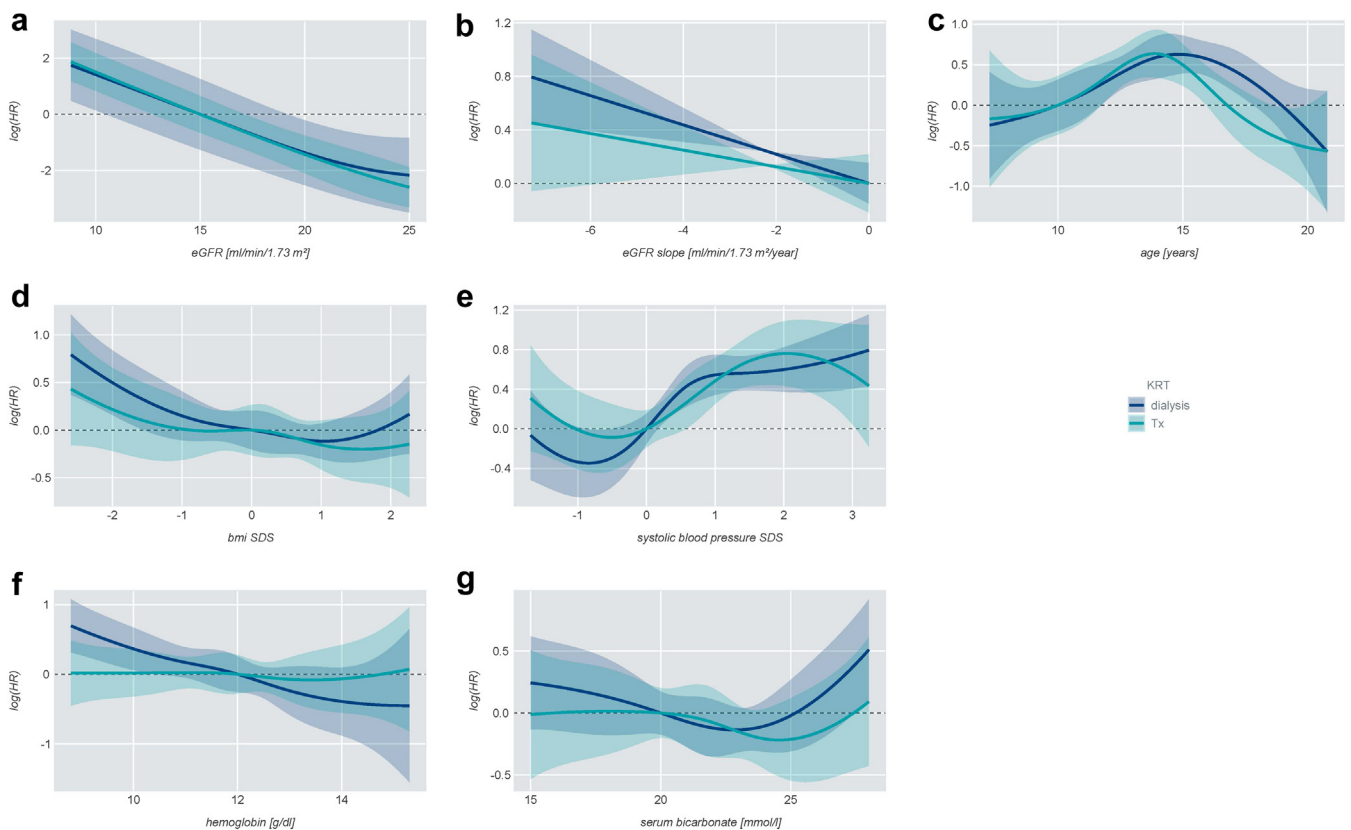 a
log(HR)
2
0
-2
10
15
20
25
eGFR [ml/min/1.73 m²]
b
log(HR)
1.2
0.8
0.4
0.0
-6
-4
-2
0
eGFR slope [ml/min/1.73 m²/year]
c
log(HR)
1.0
0.5
0.0
-0.5
-1.0
10
15
20
age [years]
d
log(HR)
1.0
0.5
0.0
-0.5
-2
-1
0
1
2
bmi SDS
e
log(HR)
1.2
0.8
0.4
0.0
-0.4
-1
0
1
2
3
systolic blood pressure SDS
KRT
dialysis
Tx
f
log(HR)
1
0
-1
10
12
14
hemoglobin [g/dl]
g
log(HR)
0.5
0.0
-0.5
15
20
25
serum bicarbonate [mmol/l]